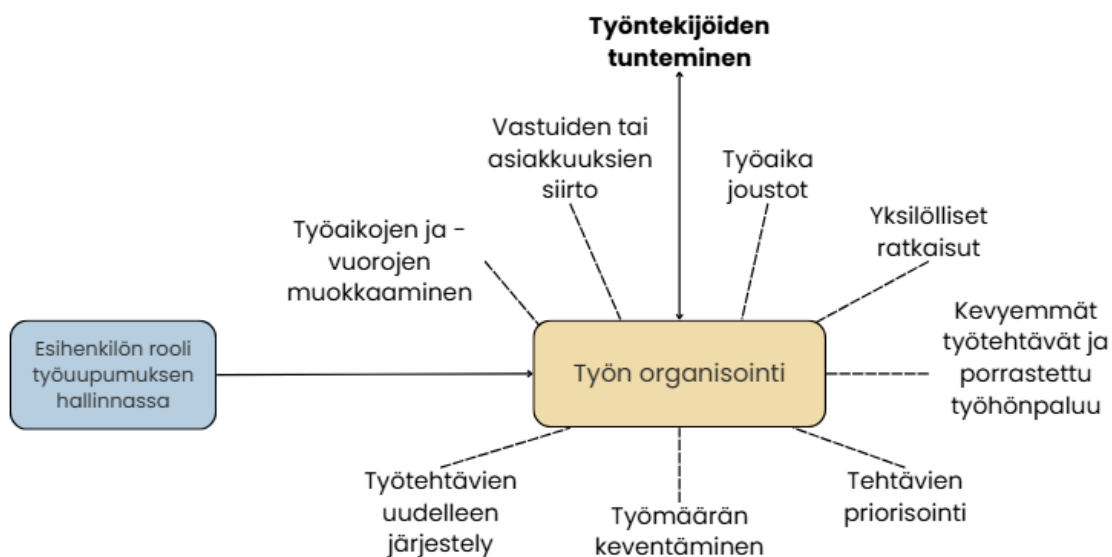 Työntekijöiden
tunteminen
Vastuiden tai
asiakkuuksien
siirto
Työaika
joustot
Työaikojen ja -
vuorojen
muokkaaminen
Yksilölliset
ratkaisut
Esihenkilön rooli
työuupumuksen
hallinnassa
Työn organisointi
Kevyemmät
työtehtävät ja
porrastettu
työhönpaluu
Työtehtävien
uudelleen
järjestely
Työmäärän
keventäminen
Tehtävien
priorisointi